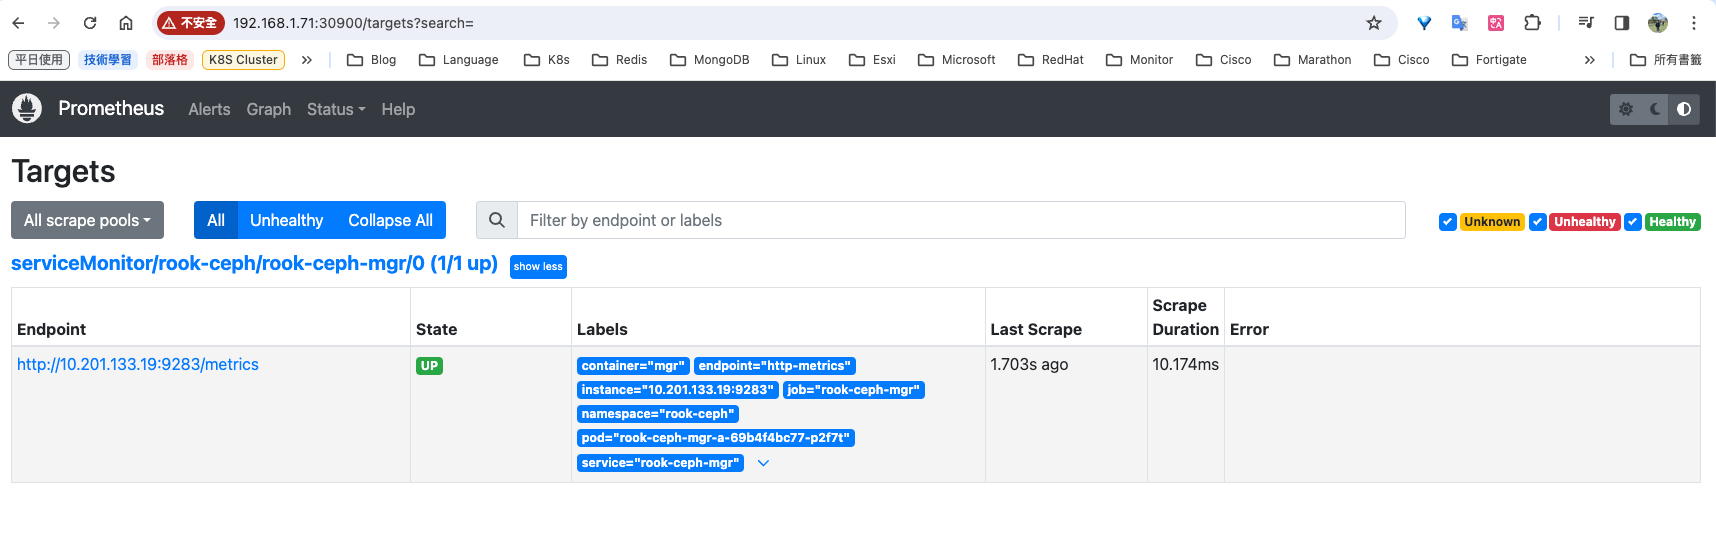 不安全 192.168.1.71:30900/targets?search=
平日使用 技術學習 部落格 K8S Cluster » Blog Language K8s Redis MongoDB Linux Esxi Microsoft RedHat Monitor Cisco Marathon Cisco Fortigate » 所有書籤
Prometheus Alerts Graph Status Help
Targets
All scrape pools All Unhealthy Collapse All Filter by endpoint or labels Unknown Unhealthy Healthy
serviceMonitor/rook-ceph/rook-ceph-mgr/0 (1/1 up) show less
Endpoint State Labels Last Scrape Scrape Duration Error
http://10.201.133.19:9283/metrics UP container="mgr" endpoint="http-metrics" 1.703s ago 10.174ms
instance="10.201.133.19:9283" job="rook-ceph-mgr"
namespace="rook-ceph"
pod="rook-ceph-mgr-a-69b4f4bc77-p2f7t"
service="rook-ceph-mgr"